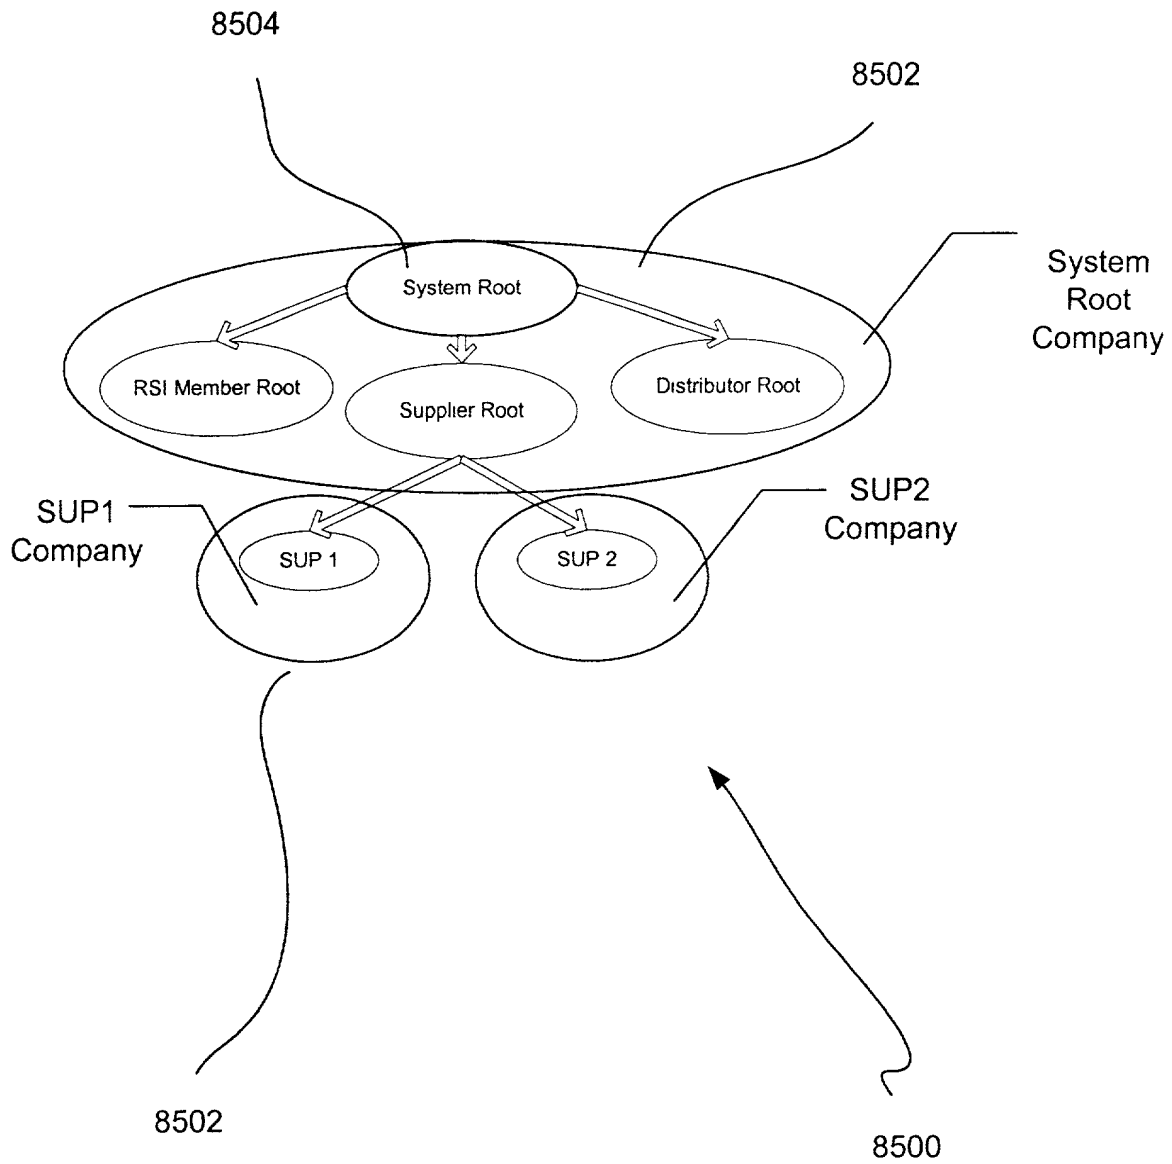 8504
8502
System
Root
Company
System Root
RSI Member Root
Supplier Root
Distributor Root
SUP1
Company
SUP2
Company
SUP 1
SUP 2
8502
8500